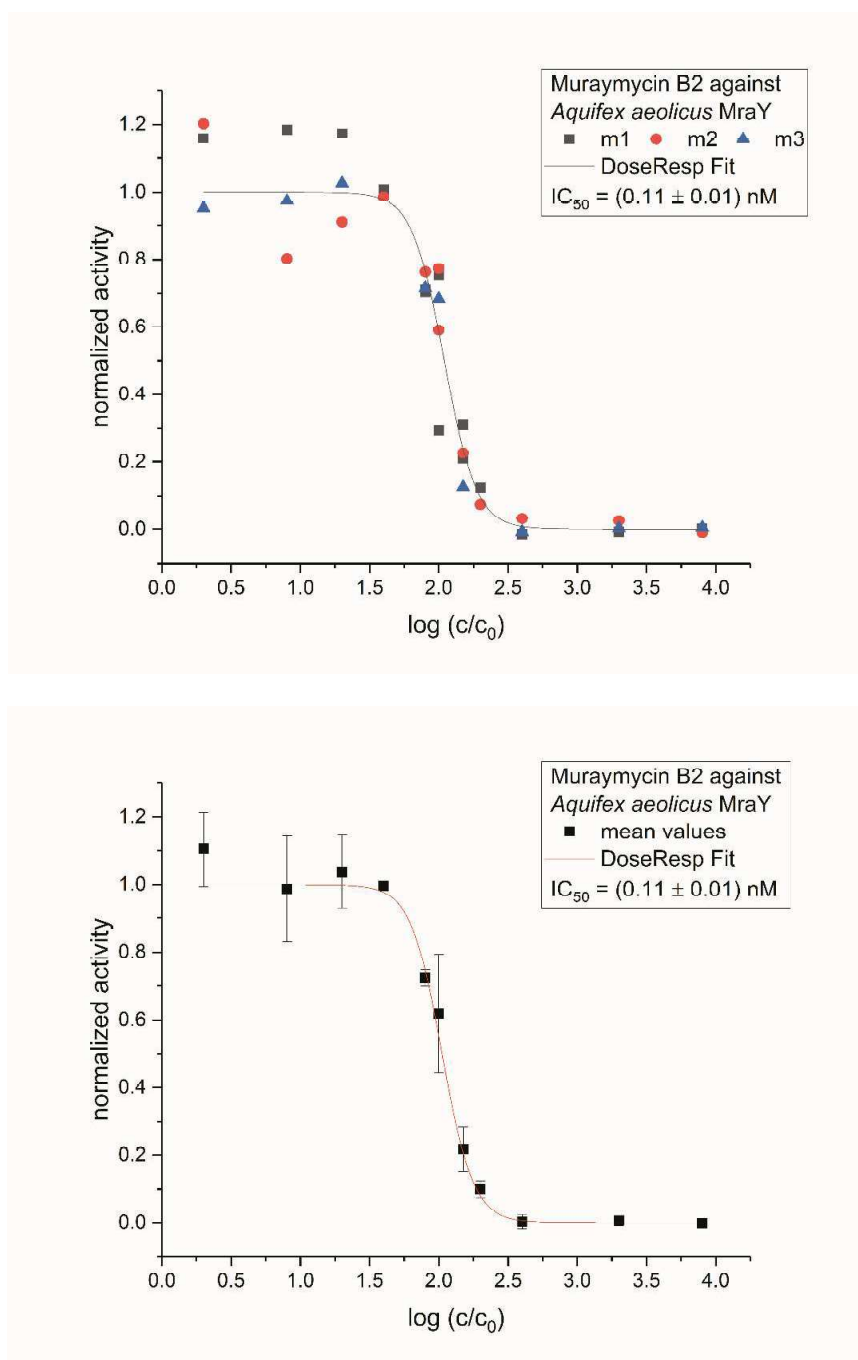 Muraymycin B2 against
Aquifex aeolicus MraY
m1 m2 m3
DoseResp Fit
IC50 = (0.11 ± 0.01) nM
normalized activity
1.2
1.0
0.8
0.6
0.4
0.2
0.0
0.0 0.5 1.0 1.5 2.0 2.5 3.0 3.5 4.0
log (c/c0)
Muraymycin B2 against
Aquifex aeolicus MraY
mean values
DoseResp Fit
IC50 = (0.11 ± 0.01) nM
normalized activity
1.2
1.0
0.8
0.6
0.4
0.2
0.0
0.0 0.5 1.0 1.5 2.0 2.5 3.0 3.5 4.0
log (c/c0)